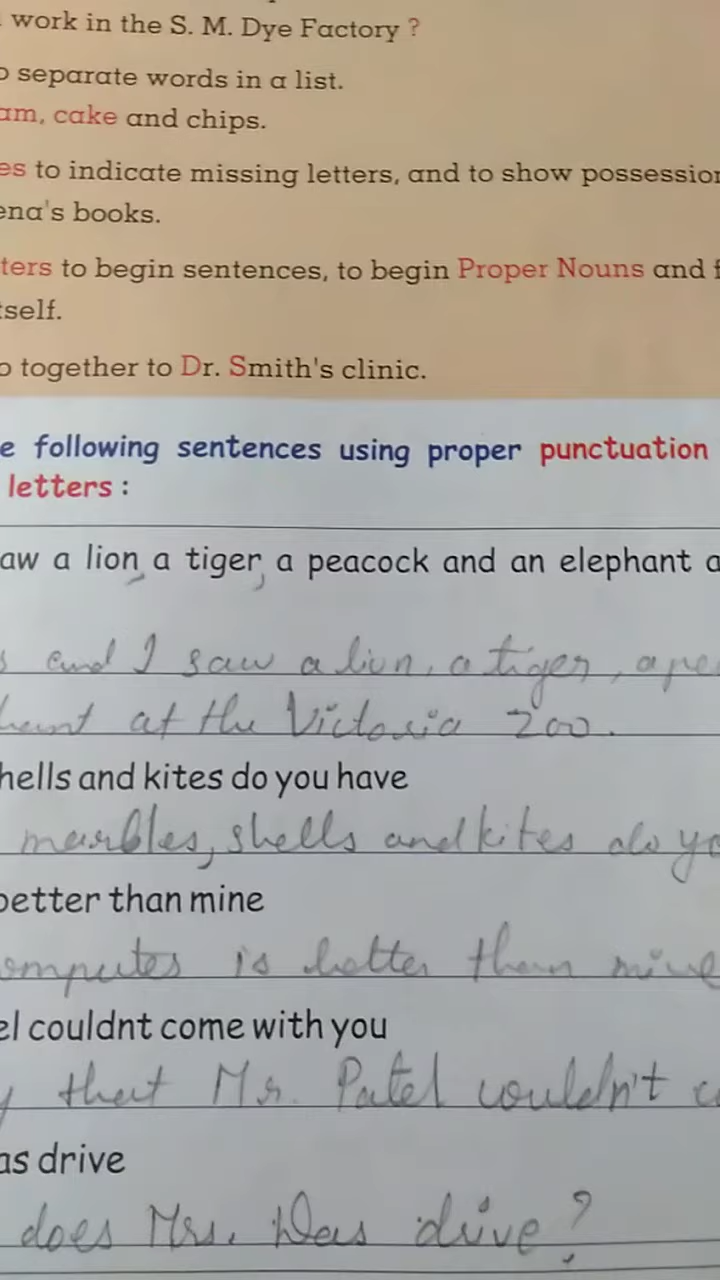 work in the S. M. Dye Factory ?
o separate words in a list.
am, cake and chips.
es to indicate missing letters, and to show possession
ena's books.
ters to begin sentences, to begin Proper Nouns and f
tself.
o together to Dr. Smith's clinic.
e following sentences using proper punctuation
letters :
aw a lion, a tiger, a peacock and an elephant a
s and I saw a lion, a tiger, a pea
hant at the Victoria zoo.
hells and kites do you have
marbles, shells and kites do yo
better than mine
omputer is better than mine
el couldnt come with you
y that Mr. Patel couldn't c
as drive
does Mrs. Das drive ?